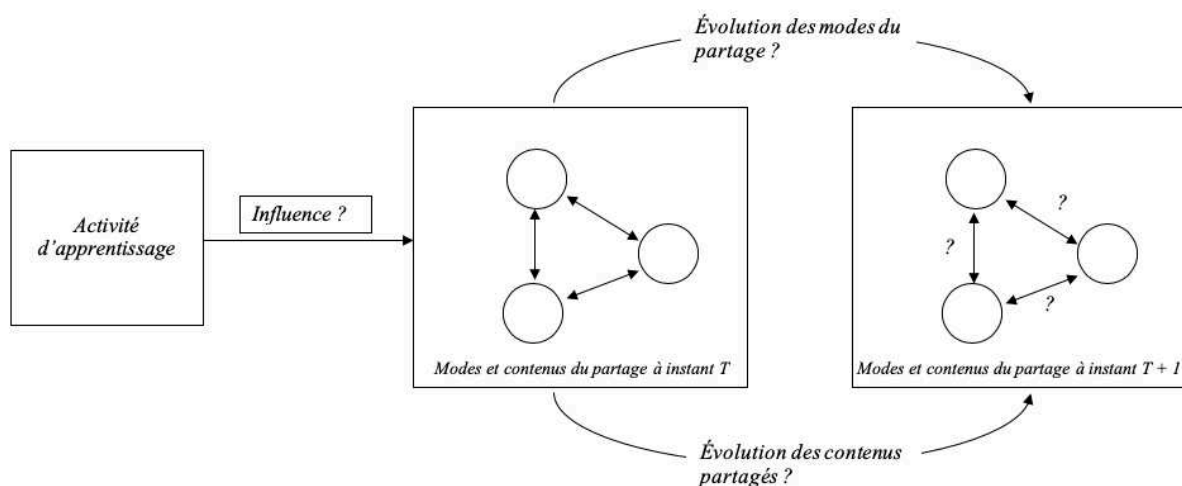 Évolution des modes du
partage ?
Activité
d’apprentissage
Influence ?
?
?
?
Modes et contenus du partage à instant T
Modes et contenus du partage à instant T + 1
Évolution des contenus
partagés ?